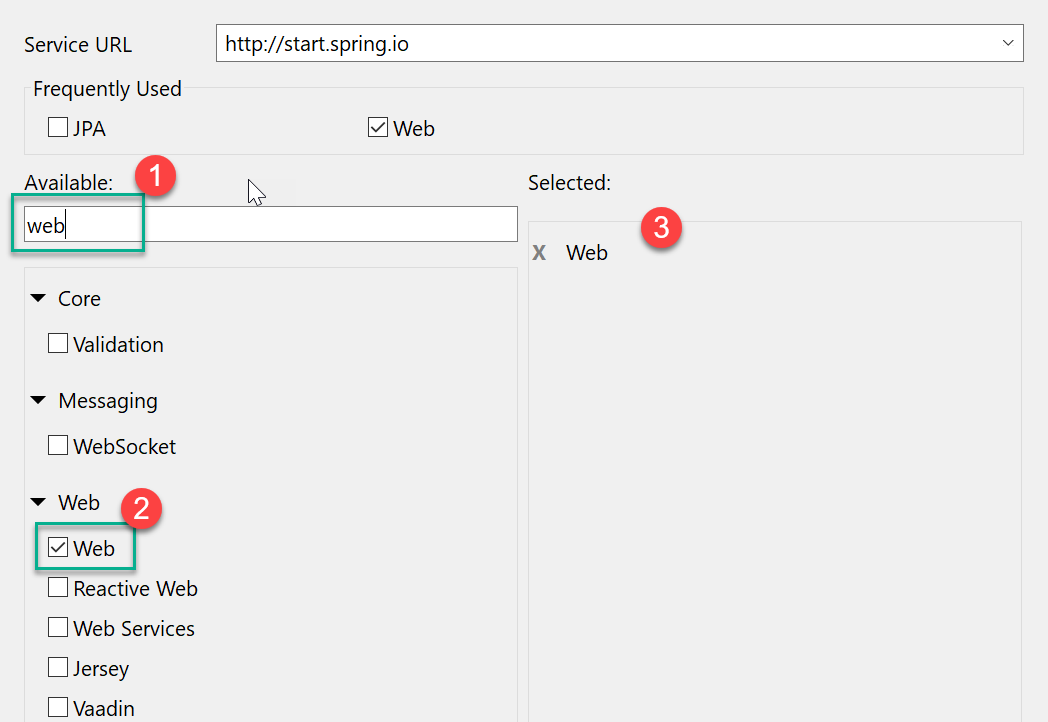 Service URL http://start.spring.io
Frequently Used
JPA Web
Available: 1 Selected:
web
3
X Web
Core
Validation
Messaging
WebSocket
Web 2
Web
Reactive Web
Web Services
Jersey
Vaadin